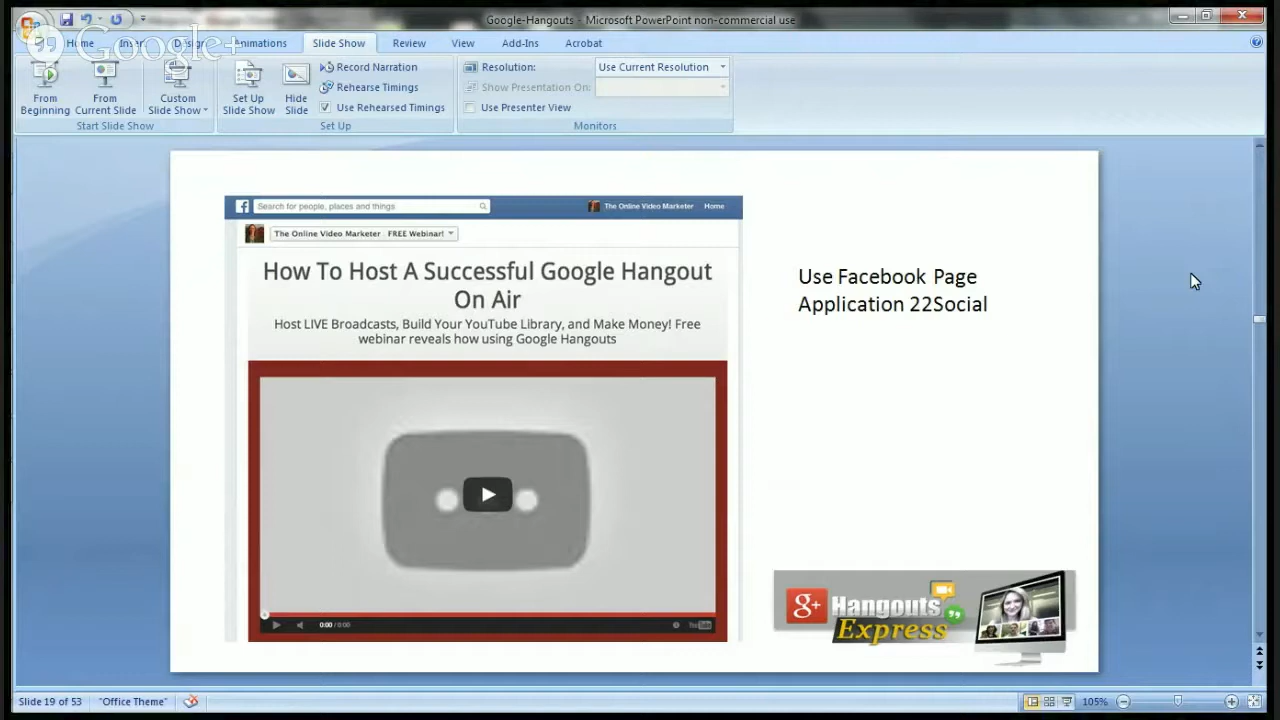 Google-Hangouts - Microsoft PowerPoint non-commercial use
Google+
Home Insert Design Animations Slide Show Review View Add-Ins Acrobat
Record Narration Resolution: Use Current Resolution
Rehearse Timings Show Presentation On:
From Beginning From Current Slide Custom Slide Show Set Up Slide Show Hide Slide Use Rehearsed Timings Use Presenter View
Start Slide Show Set Up Monitors
Search for people, places and things The Online Video Marketer Home
The Online Video Marketer FREE Webinar!
How To Host A Successful Google Hangout
On Air
Host LIVE Broadcasts, Build Your YouTube Library, and Make Money! Free
webinar reveals how using Google Hangouts
Use Facebook Page
Application 22Social
0:00 / 0:00 YouTube
g+ Hangouts
Express
Slide 19 of 53 "Office Theme" 105%